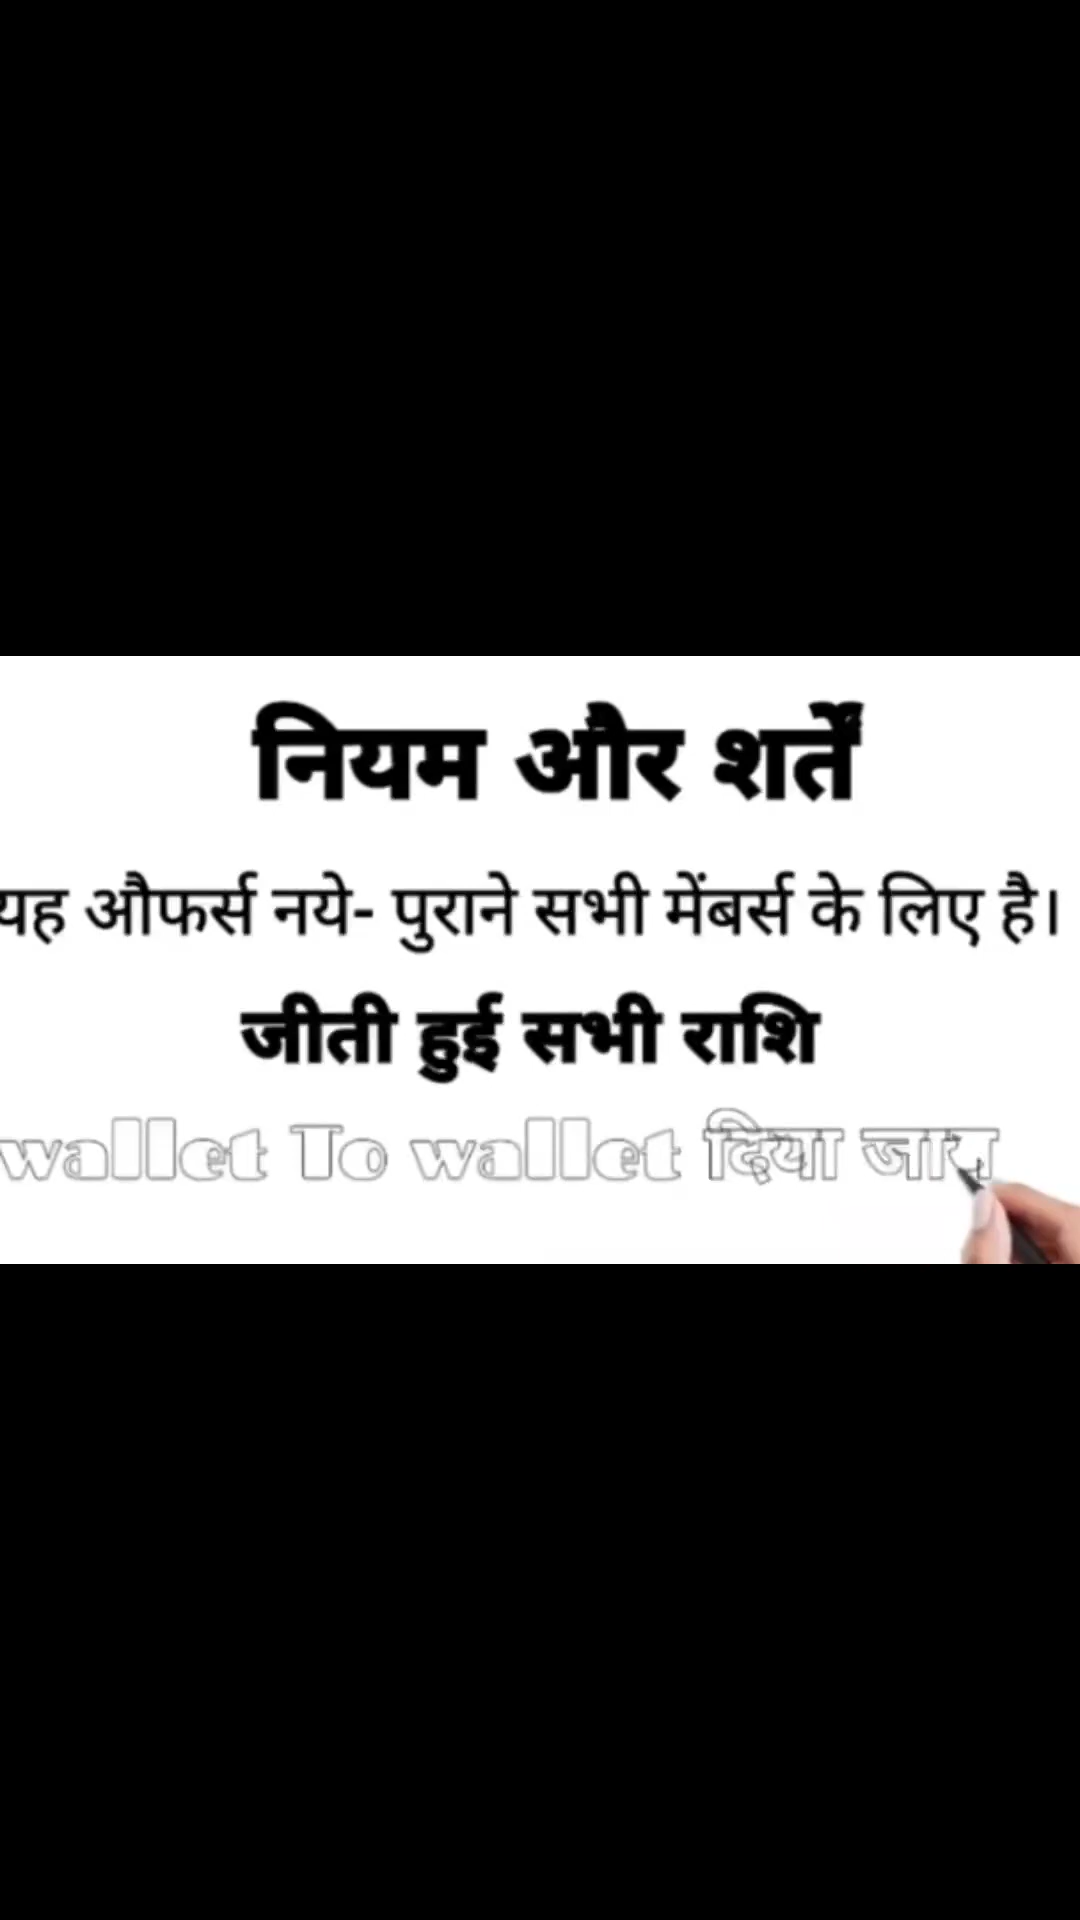 नियम और शर्तें
यह औफर्स नये- पुराने सभी मेंबर्स के लिए है।
जीती हुई सभी राशि
wallet To wallet दिया जाए